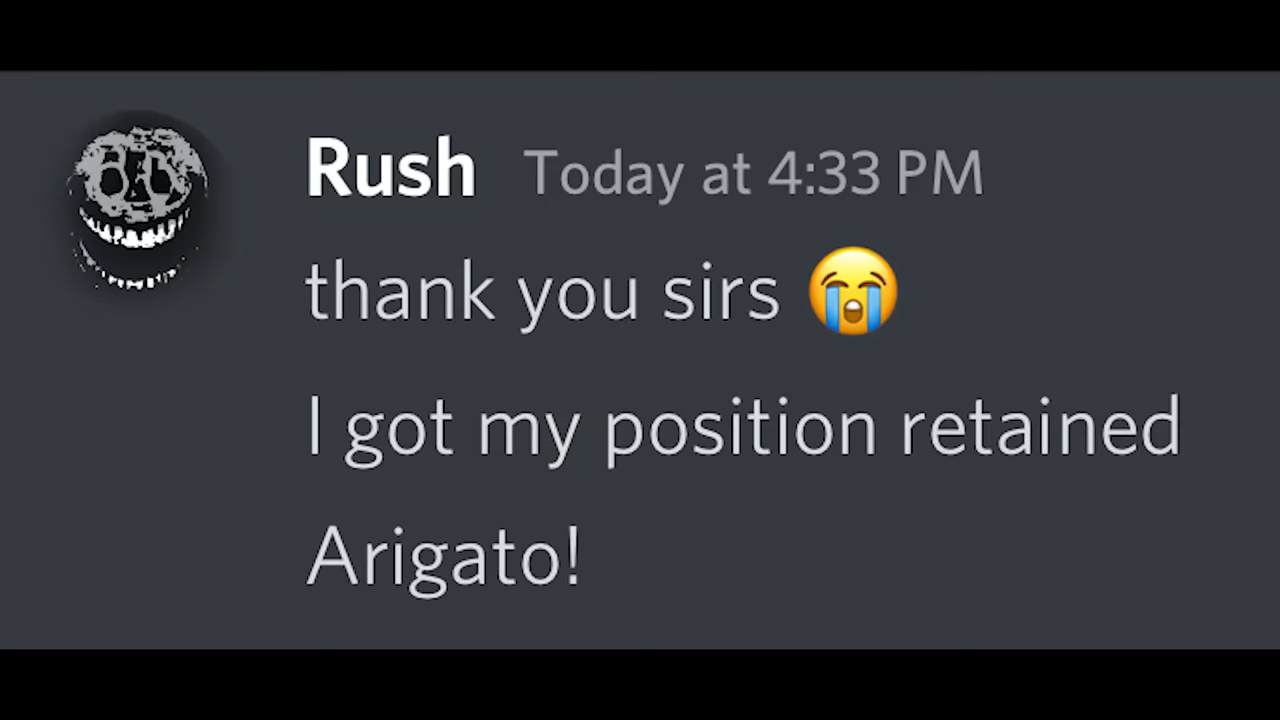 Rush Today at 4:33 PM
thank you sirs 😭
I got my position retained
Arigato!